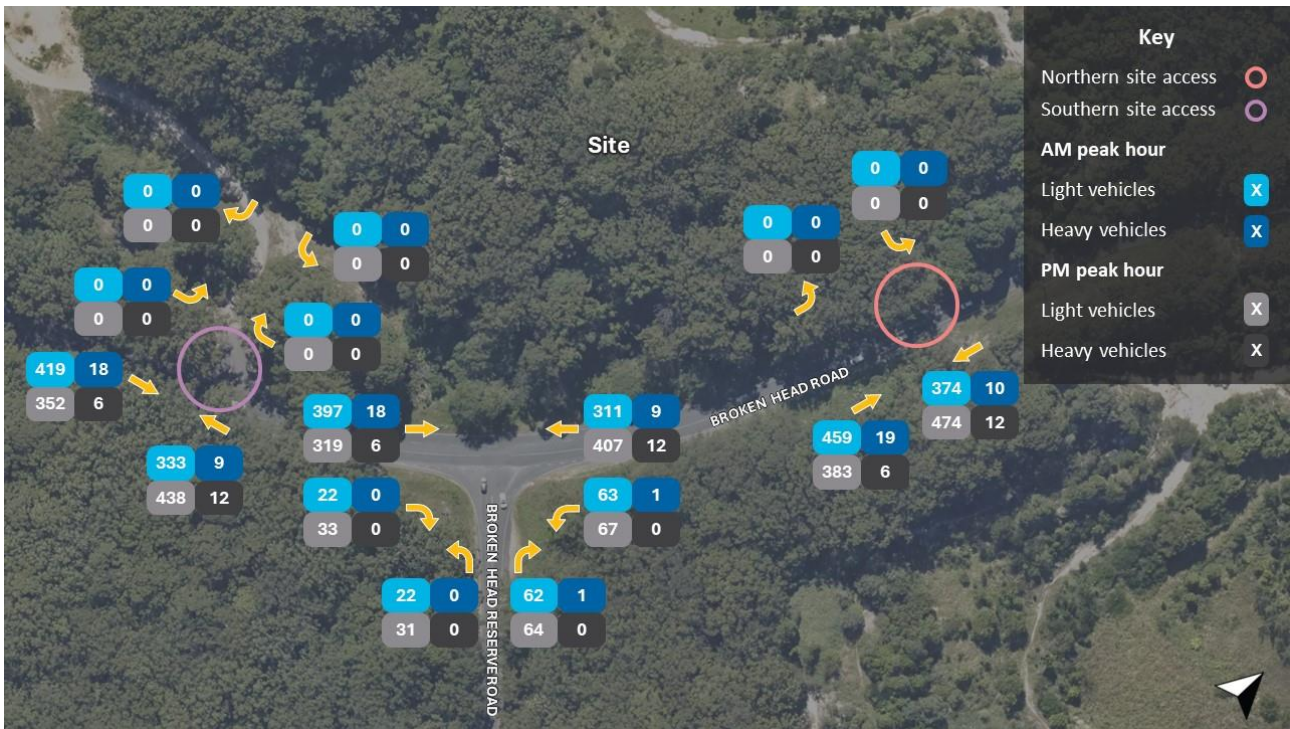 Key
Northern site access
Southern site access
AM peak hour
Light vehicles X
Heavy vehicles X
PM peak hour
Light vehicles X
Heavy vehicles X
Site
0 0
0 0
0 0
0 0
0 0
0 0
0 0
0 0
0 0
0 0
0 0
0 0
419 18
352 6
333 9
438 12
397 18
319 6
311 9
407 12
BROKEN HEAD ROAD
374 10
474 12
459 19
383 6
22 0
33 0
63 1
67 0
BROKEN HEAD RESERVE ROAD
22 0
31 0
62 1
64 0